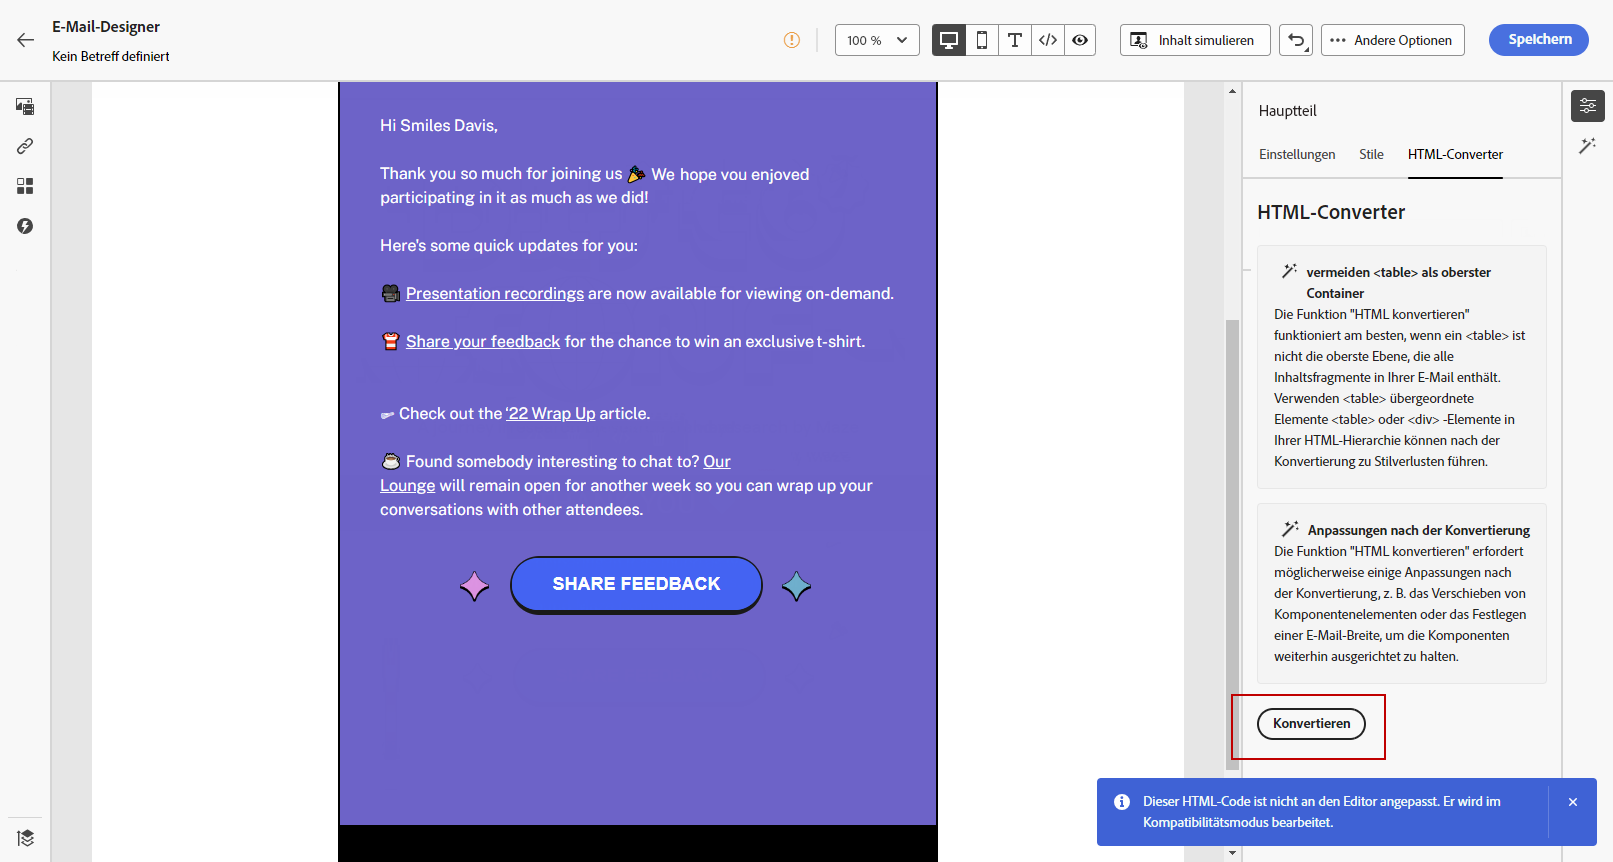 E-Mail-Designer
Kein Betreff definiert
100 %
Inhalt simulieren
Andere Optionen
Speichern
Hi Smiles Davis,
Thank you so much for joining us 🎉 We hope you enjoyed
participating in it as much as we did!
Here's some quick updates for you:
Presentation recordings are now available for viewing on-demand.
Share your feedback for the chance to win an exclusive t-shirt.
Check out the '22 Wrap Up article.
Found somebody interesting to chat to? Our
Lounge will remain open for another week so you can wrap up your
conversations with other attendees.
SHARE FEEDBACK
Hauptteil
Einstellungen Stile HTML-Converter
HTML-Converter
vermeiden <table> als oberster
Container
Die Funktion "HTML konvertieren"
funktioniert am besten, wenn ein <table> ist
nicht die oberste Ebene, die alle
Inhaltsfragmente in Ihrer E-Mail enthält.
Verwenden <table> übergeordnete
Elemente <table> oder <div> -Elemente in
Ihrer HTML-Hierarchie können nach der
Konvertierung zu Stilverlusten führen.
Anpassungen nach der Konvertierung
Die Funktion "HTML konvertieren" erfordert
möglicherweise einige Anpassungen nach
der Konvertierung, z. B. das Verschieben von
Komponentenelementen oder das Festlegen
einer E-Mail-Breite, um die Komponenten
weiterhin ausgerichtet zu halten.
Konvertieren
Dieser HTML-Code ist nicht an den Editor angepasst. Er wird im
Kompatibilitätsmodus bearbeitet.